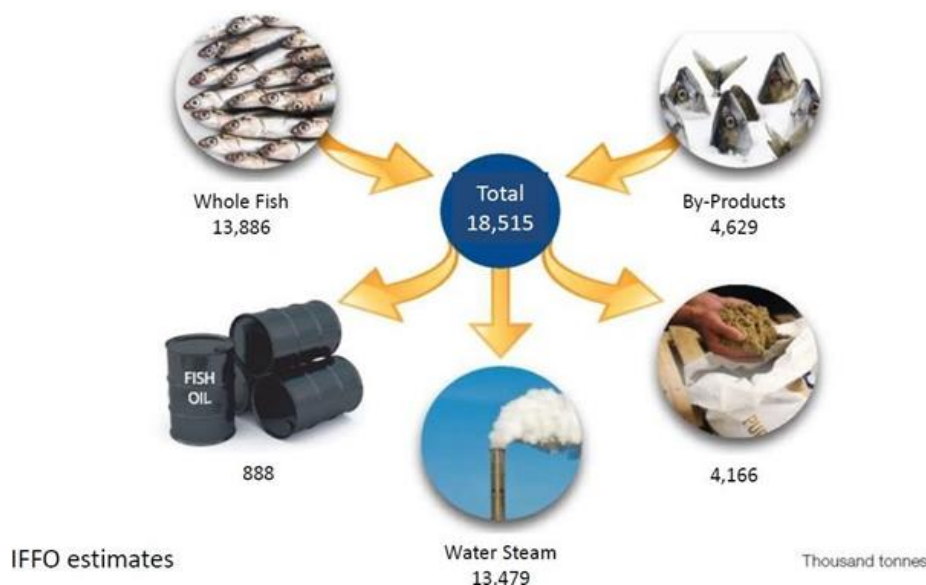 Total
18,515
Whole Fish
13,886
By-Products
4,629
FISH
OIL
888
4,166
Water Steam
13,479
IFFO estimates
Thousand tonnes